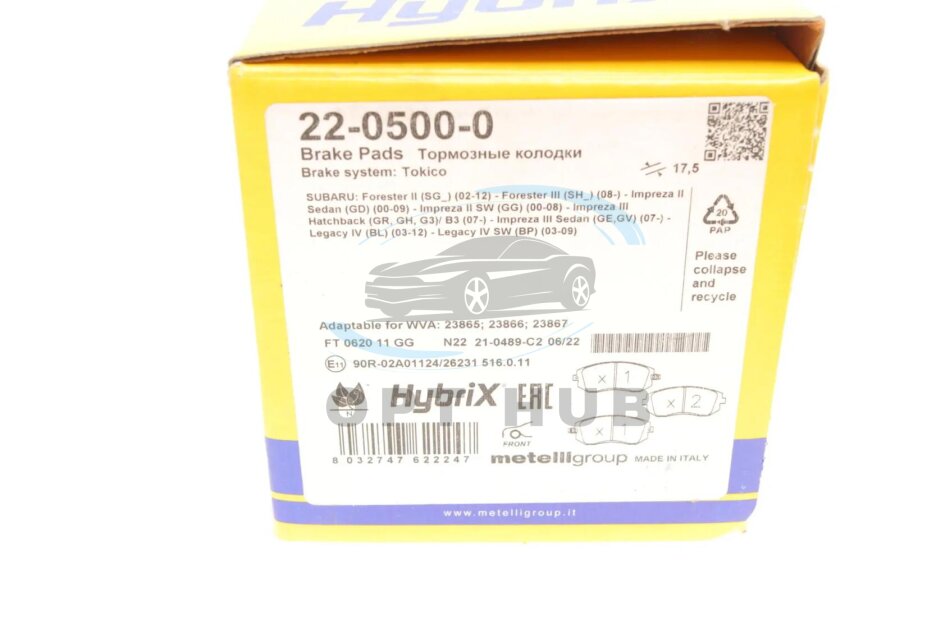 HybriX
22-0500-0
Brake Pads Тормозные колодки
Brake system: Tokico
17,5
SUBARU: Forester II (SG_) (02-12) - Forester III (SH_) (08-) - Impreza II
Sedan (GD) (00-09) - Impreza II SW (GG) (00-08) - Impreza III
Hatchback (GR, GH, G3)/ B3 (07-) - Impreza III Sedan (GE,GV) (07-) -
Legacy IV (BL) (03-12) - Legacy IV SW (BP) (03-09)
20
PAP
Please
collapse
and
recycle
Adaptable for WVA: 23865; 23866; 23867
FT 0620 11 GG N22 21-0489-C2 06/22
E11 90R-02A01124/26231 516.0.11
HybriX EAC
x 1
x 2
x
OPT HUB
FRONT
8 032747 622247
metelligroup MADE IN ITALY
www.metelligroup.it